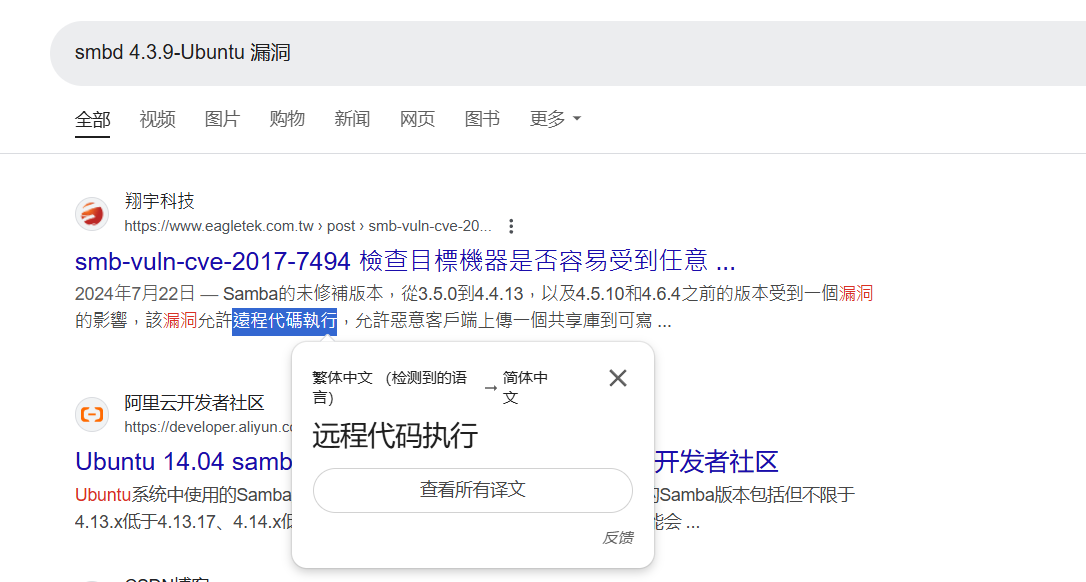 smbd 4.3.9-Ubuntu 漏洞
全部 视频 图片 购物 新闻 网页 图书 更多
翔宇科技
https://www.eagletek.com.tw › post › smb-vuln-cve-20...
smb-vuln-cve-2017-7494 檢查目標機器是否容易受到任意 ...
2024年7月22日 — Samba的未修補版本，從3.5.0到4.4.13，以及4.5.10和4.6.4之前的版本受到一個漏洞
的影響，該漏洞允許遠程代碼執行，允許惡意客戶端上傳一個共享庫到可寫 ...
繁体中文 (检测到的语言) → 简体中文
远程代码执行
查看所有译文
反馈
阿里云开发者社区
https://developer.aliyun.c
Ubuntu 14.04 samb 开发者社区
Ubuntu系统中使用的Samba Samba版本包括但不限于
4.13.x低于4.13.17、4.14.x 能会 ...
CSDN博客